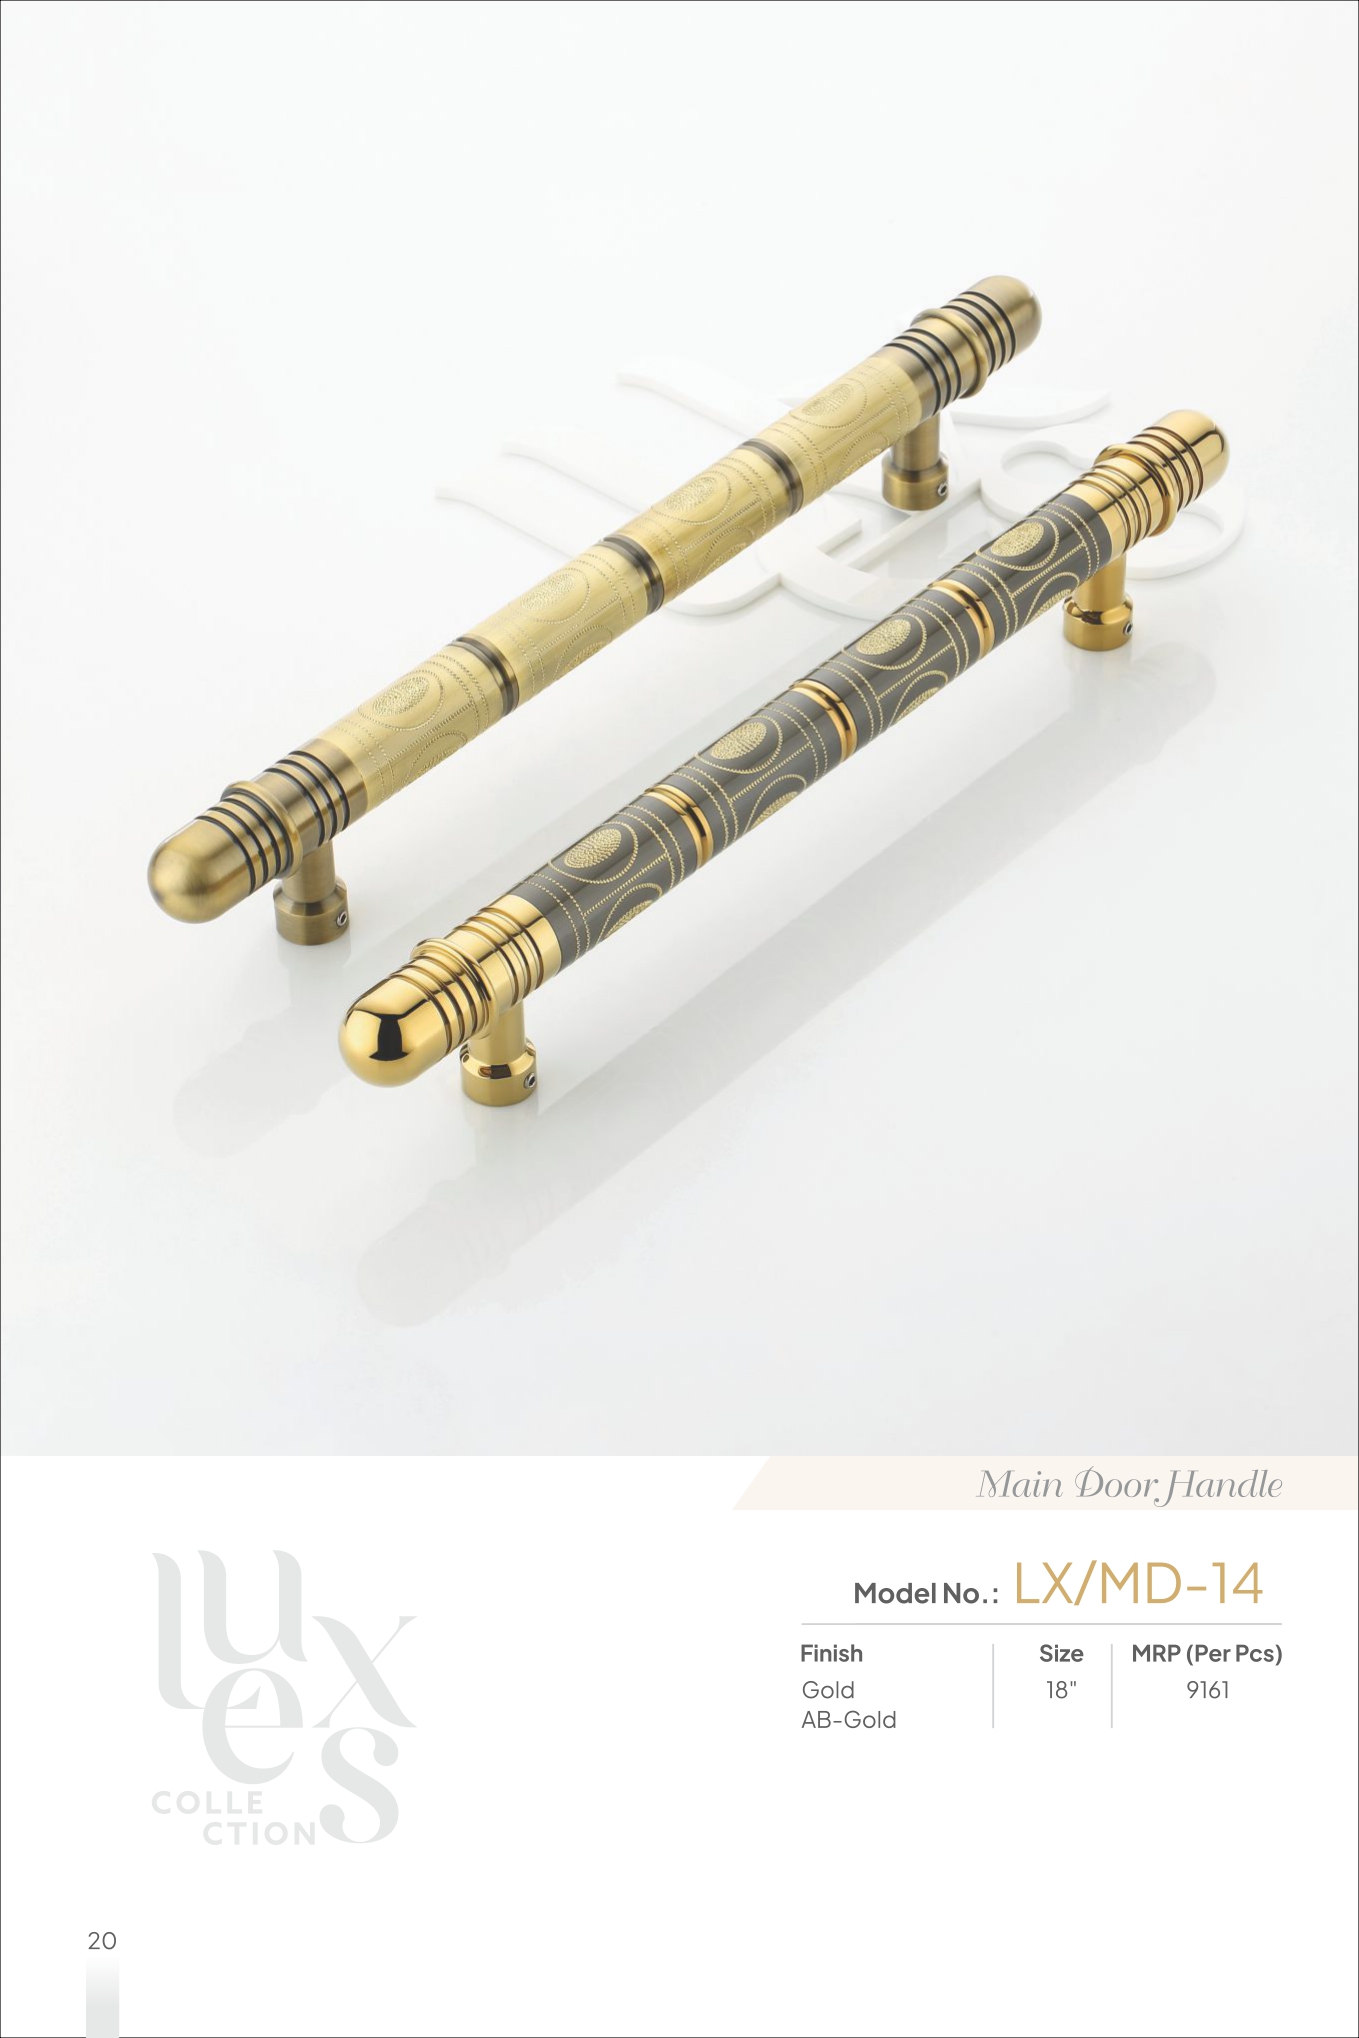 Main Door Handle
Model No.: LX/MD-14
Finish Size MRP (Per Pcs)
Gold 18" 9161
AB-Gold
luxes
COLLE
CTION
20